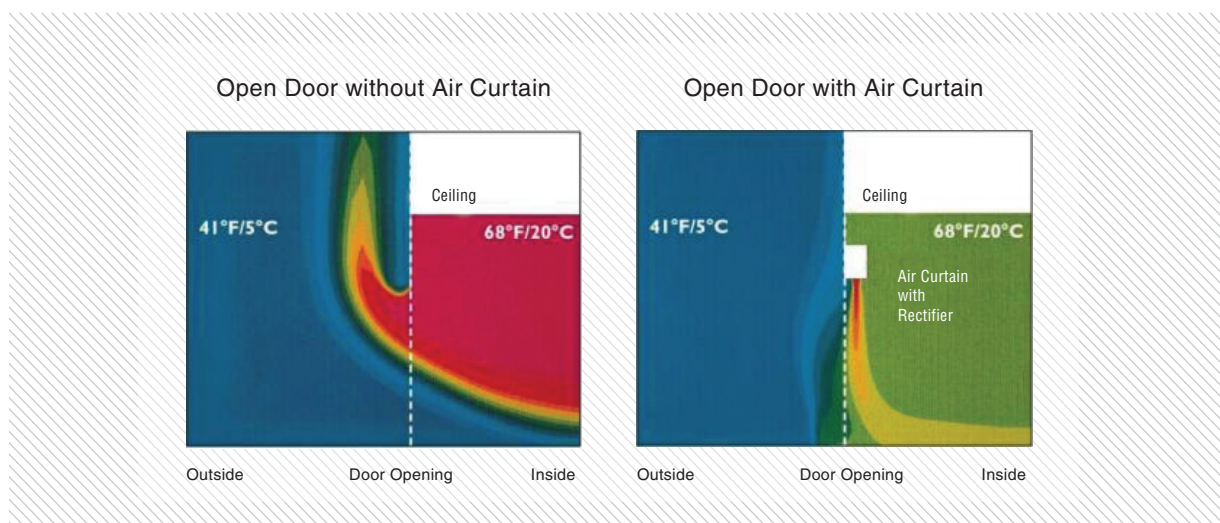 Open Door without Air Curtain
Ceiling
41°F/5°C
68°F/20°C
Outside Door Opening Inside
Open Door with Air Curtain
Ceiling
41°F/5°C
68°F/20°C
Air Curtain
with
Rectifier
Outside Door Opening Inside